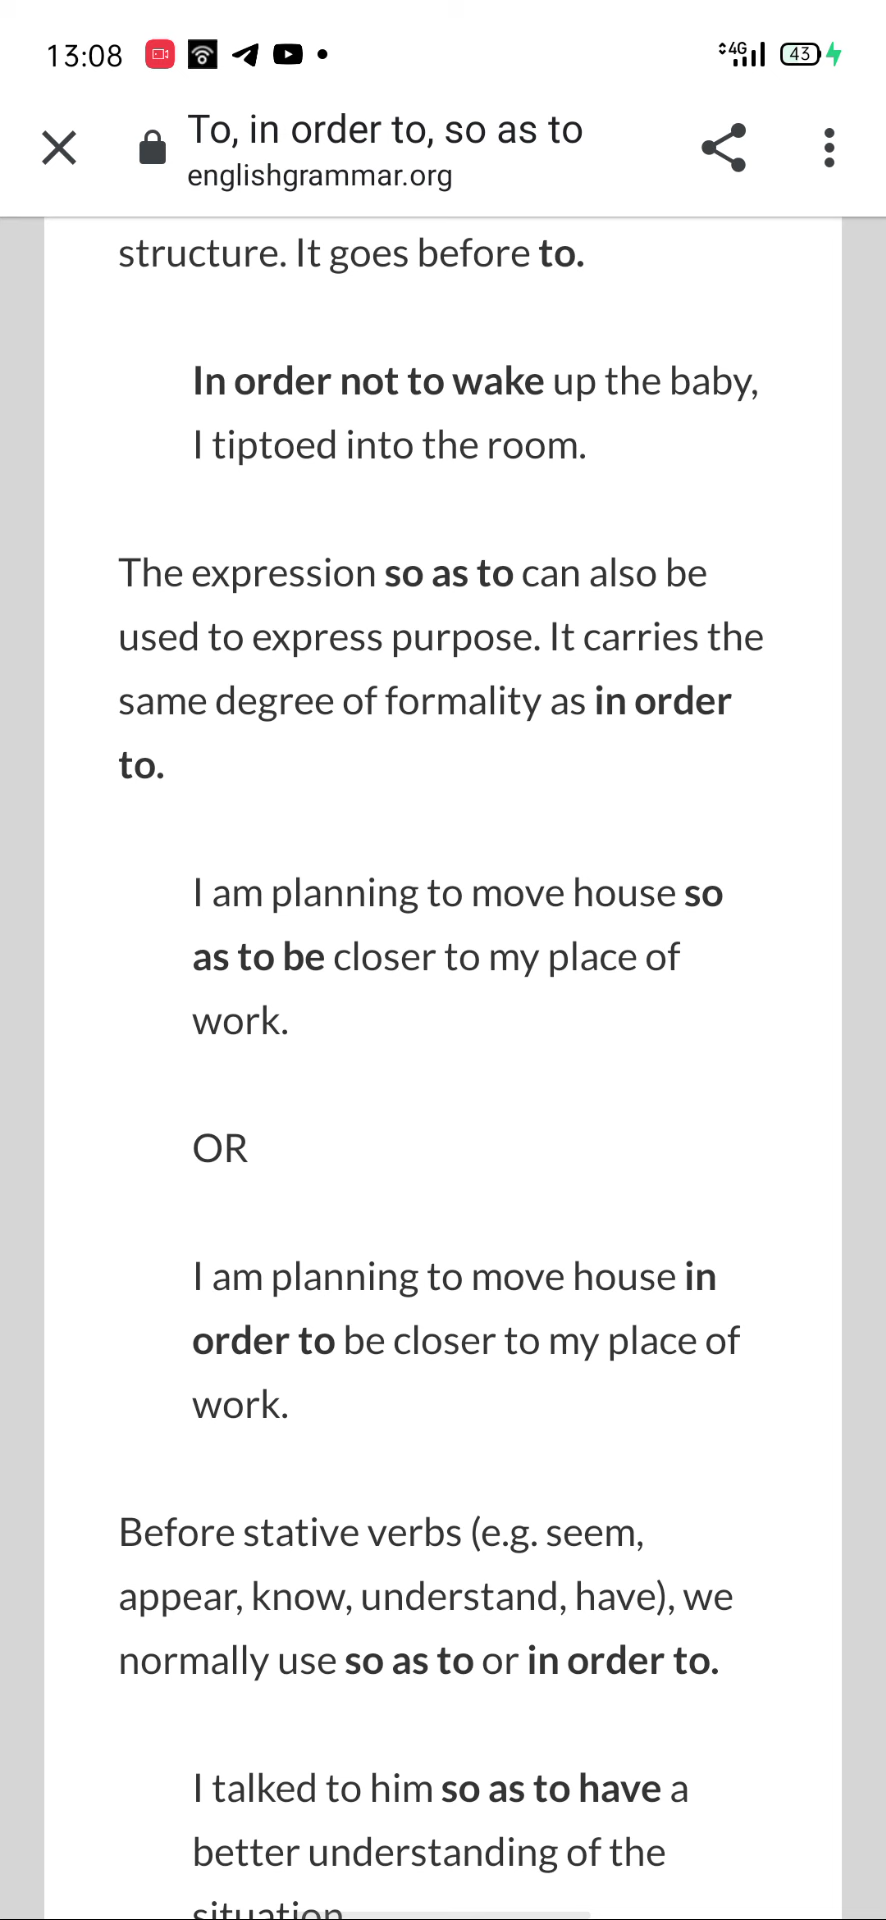 13:08
4G
43
To, in order to, so as to
englishgrammar.org
structure. It goes before to.
In order not to wake up the baby,
I tiptoed into the room.
The expression so as to can also be
used to express purpose. It carries the
same degree of formality as in order
to.
I am planning to move house so
as to be closer to my place of
work.
OR
I am planning to move house in
order to be closer to my place of
work.
Before stative verbs (e.g. seem,
appear, know, understand, have), we
normally use so as to or in order to.
I talked to him so as to have a
better understanding of the
situation